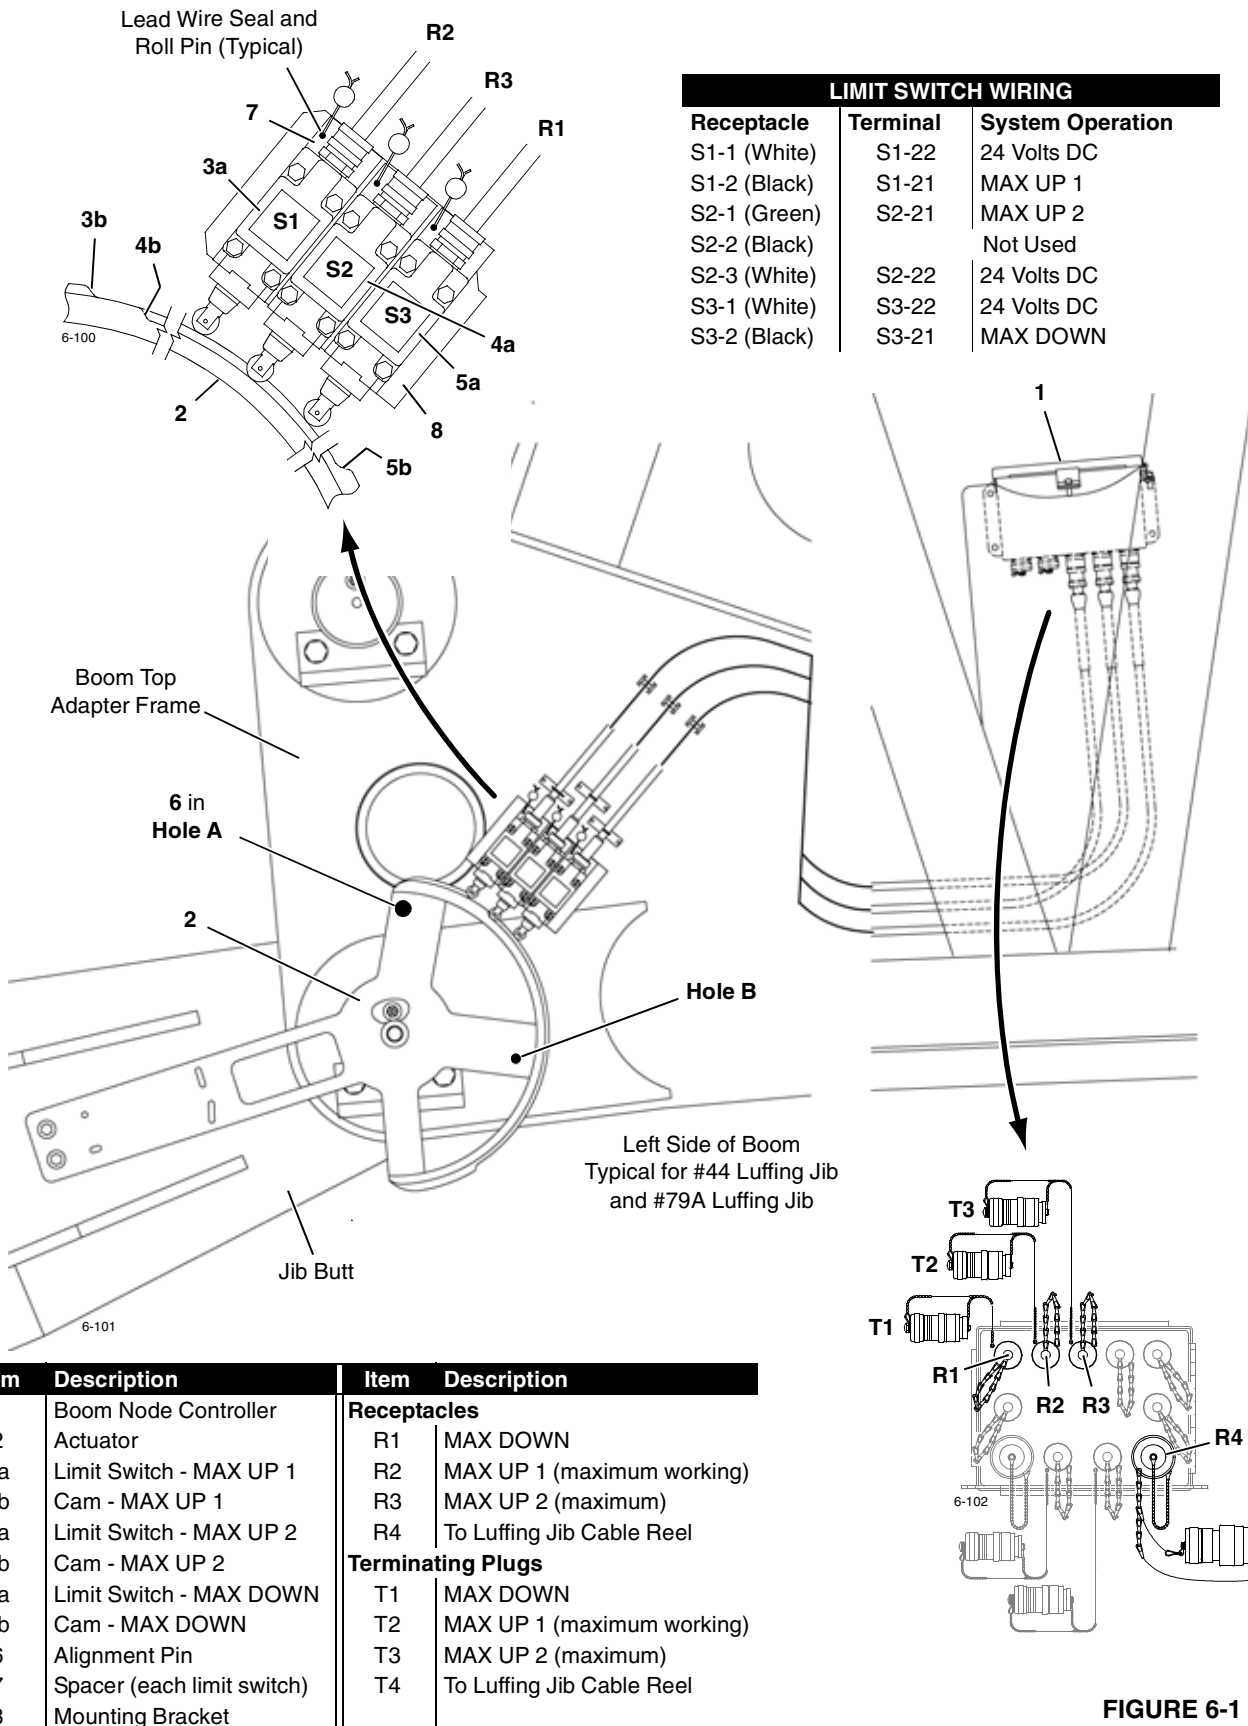 Lead Wire Seal and
Roll Pin (Typical)
R2
R3
R1
7
3a
3b
4b
S1
S2
S3
6-100
2
4a
5a
8
5b
LIMIT SWITCH WIRING
Receptacle Terminal System Operation
S1-1 (White) S1-22 24 Volts DC
S1-2 (Black) S1-21 MAX UP 1
S2-1 (Green) S2-21 MAX UP 2
S2-2 (Black) Not Used
S2-3 (White) S2-22 24 Volts DC
S3-1 (White) S3-22 24 Volts DC
S3-2 (Black) S3-21 MAX DOWN
1
Boom Top
Adapter Frame
6 in
Hole A
2
Hole B
Left Side of Boom
Typical for #44 Luffing Jib
and #79A Luffing Jib
Jib Butt
6-101
T3
T2
T1
R1
R2
R3
R4
6-102
m Description Item Description
Boom Node Controller Receptacles
2 Actuator R1 MAX DOWN
a Limit Switch - MAX UP 1 R2 MAX UP 1 (maximum working)
b Cam - MAX UP 1 R3 MAX UP 2 (maximum)
a Limit Switch - MAX UP 2 R4 To Luffing Jib Cable Reel
b Cam - MAX UP 2 Terminating Plugs
a Limit Switch - MAX DOWN T1 MAX DOWN
b Cam - MAX DOWN T2 MAX UP 1 (maximum working)
6 Alignment Pin T3 MAX UP 2 (maximum)
7 Spacer (each limit switch) T4 To Luffing Jib Cable Reel
8 Mounting Bracket
FIGURE 6-1